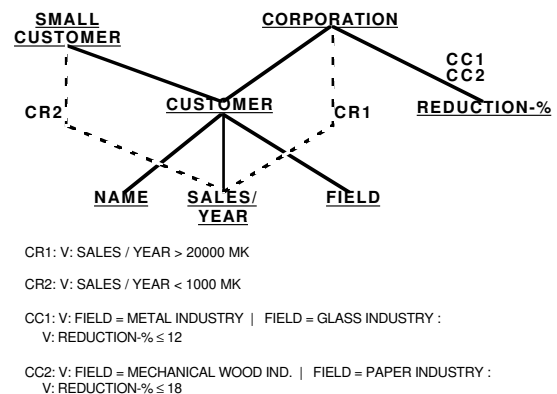 SMALL
CUSTOMER
CORPORATION
CC1
CC2
CR2
CUSTOMER
CR1
REDUCTION-%
NAME
SALES/
YEAR
FIELD
CR1: V: SALES / YEAR > 20000 MK
CR2: V: SALES / YEAR < 1000 MK
CC1: V: FIELD = METAL INDUSTRY | FIELD = GLASS INDUSTRY :
V: REDUCTION-% ≤ 12
CC2: V: FIELD = MECHANICAL WOOD IND. | FIELD = PAPER INDUSTRY :
V: REDUCTION-% ≤ 18